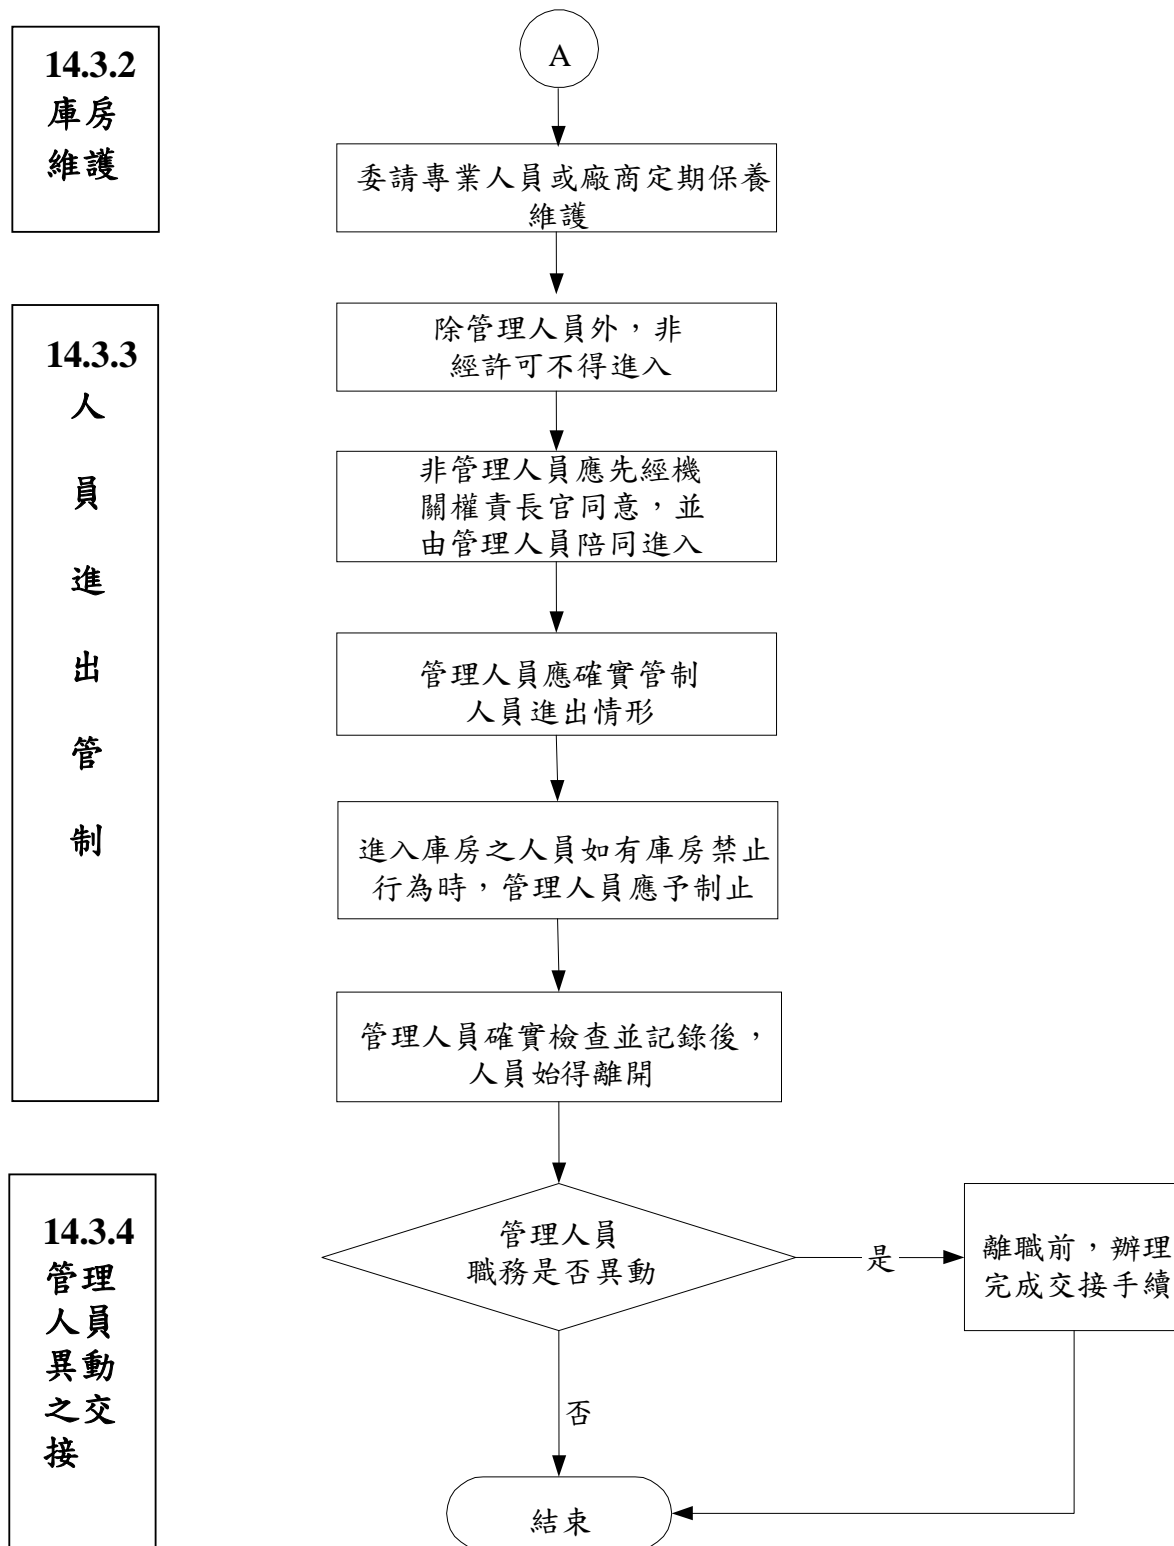 14.3.2
庫房
維護
A
委請專業人員或廠商定期保養
維護
14.3.3
人
員
進
出
管
制
除管理人員外，非
經許可不得進入
非管理人員應先經機
關權責長官同意，並
由管理人員陪同進入
管理人員應確實管制
人員進出情形
進入庫房之人員如有庫房禁止
行為時，管理人員應予制止
管理人員確實檢查並記錄後，
人員始得離開
14.3.4
管理
人員
異動
之交
接
管理人員
職務是否異動
是
離職前，辦理
完成交接手續
否
結束